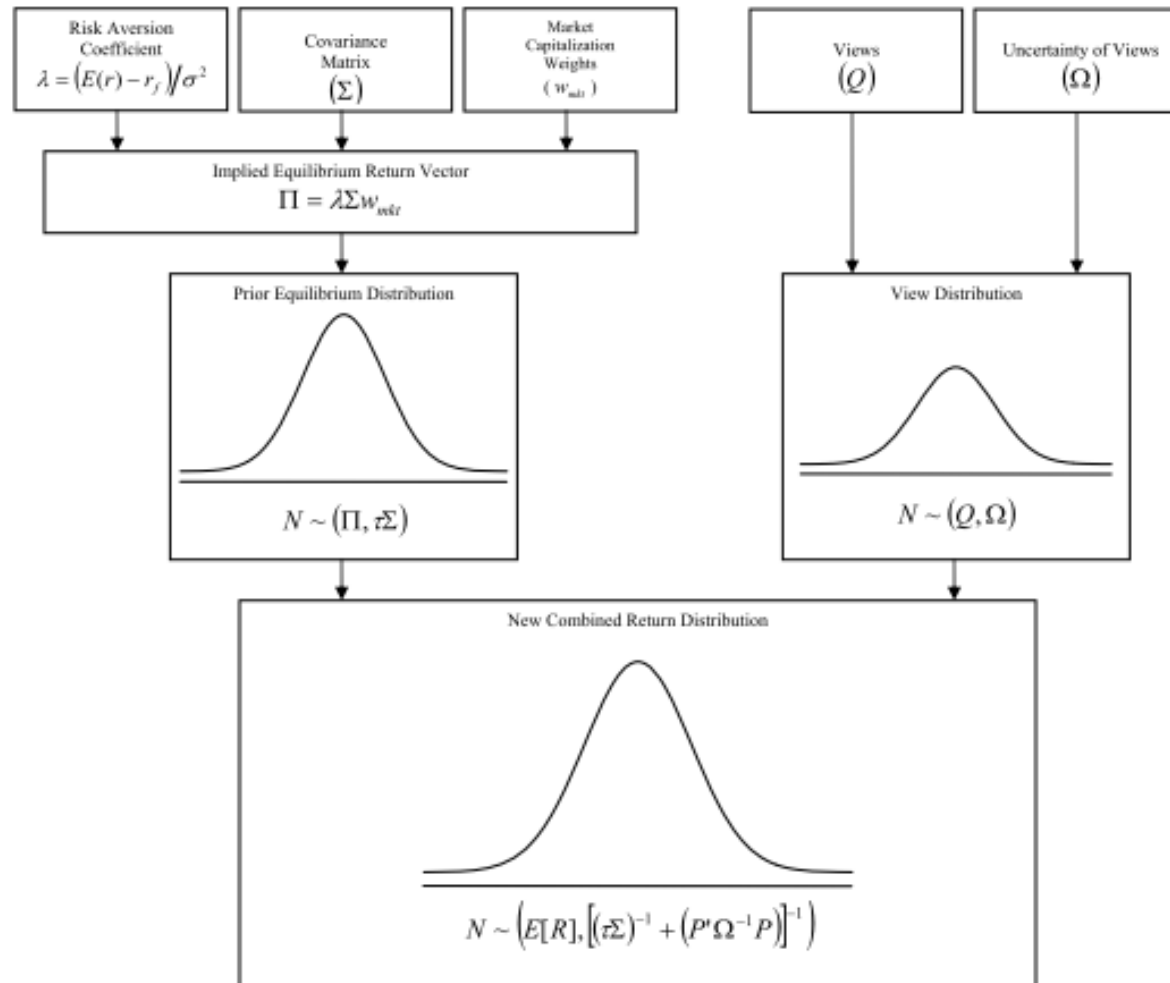 Risk Aversion
Coefficient
λ = (E(r) − r_f)/σ²
Covariance
Matrix
(Σ)
Market
Capitalization
Weights
( w_mkt )
Views
(Q)
Uncertainty of Views
(Ω)
Implied Equilibrium Return Vector
Π = λΣw_mkt
Prior Equilibrium Distribution
N ~ (Π, τΣ)
View Distribution
N ~ (Q, Ω)
New Combined Return Distribution
N ~ (E[R], [(τΣ)⁻¹ + (P'Ω⁻¹P)]⁻¹)